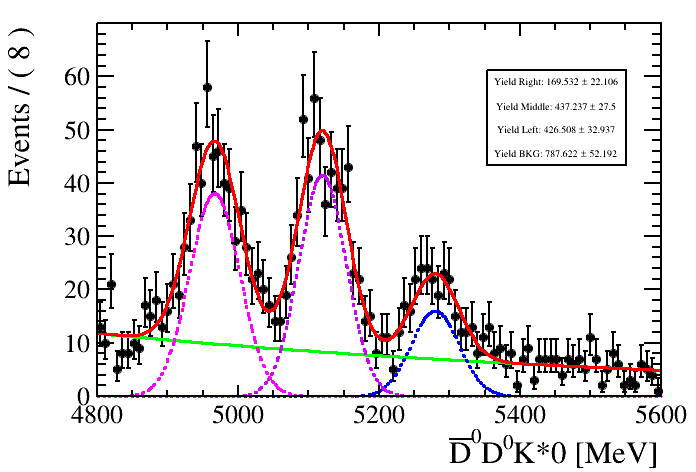 Events / ( 8 )
60
50
40
30
20
10
0
Yield Right: 169.532 ± 22.106
Yield Middle: 437.237 ± 27.5
Yield Left: 426.508 ± 32.937
Yield BKG: 787.622 ± 52.192
4800 5000 5200 5400 5600
D̅⁰D⁰K*0 [MeV]